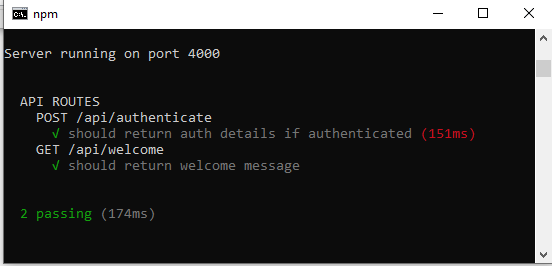 npm
Server running on port 4000
API ROUTES
POST /api/authenticate
√ should return auth details if authenticated (151ms)
GET /api/welcome
√ should return welcome message
2 passing (174ms)